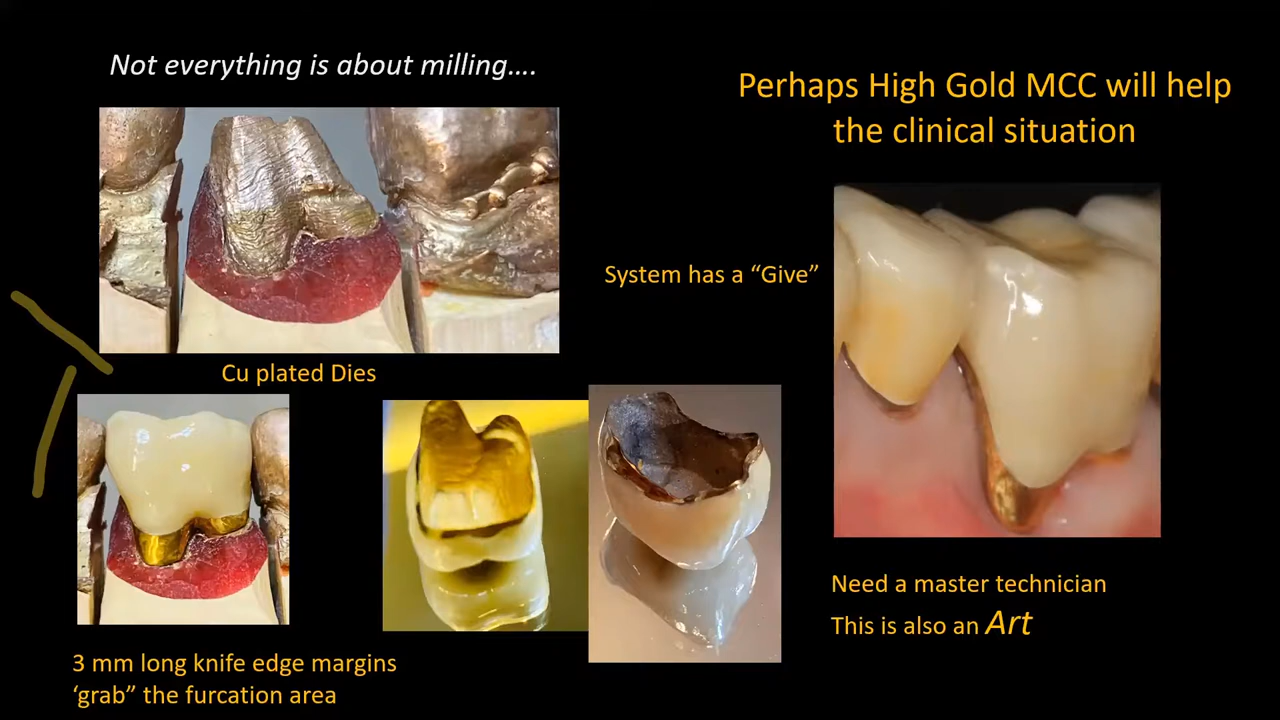 Not everything is about milling....
Perhaps High Gold MCC will help
the clinical situation
System has a “Give”
Cu plated Dies
3 mm long knife edge margins
‘grab” the furcation area
Need a master technician
This is also an Art